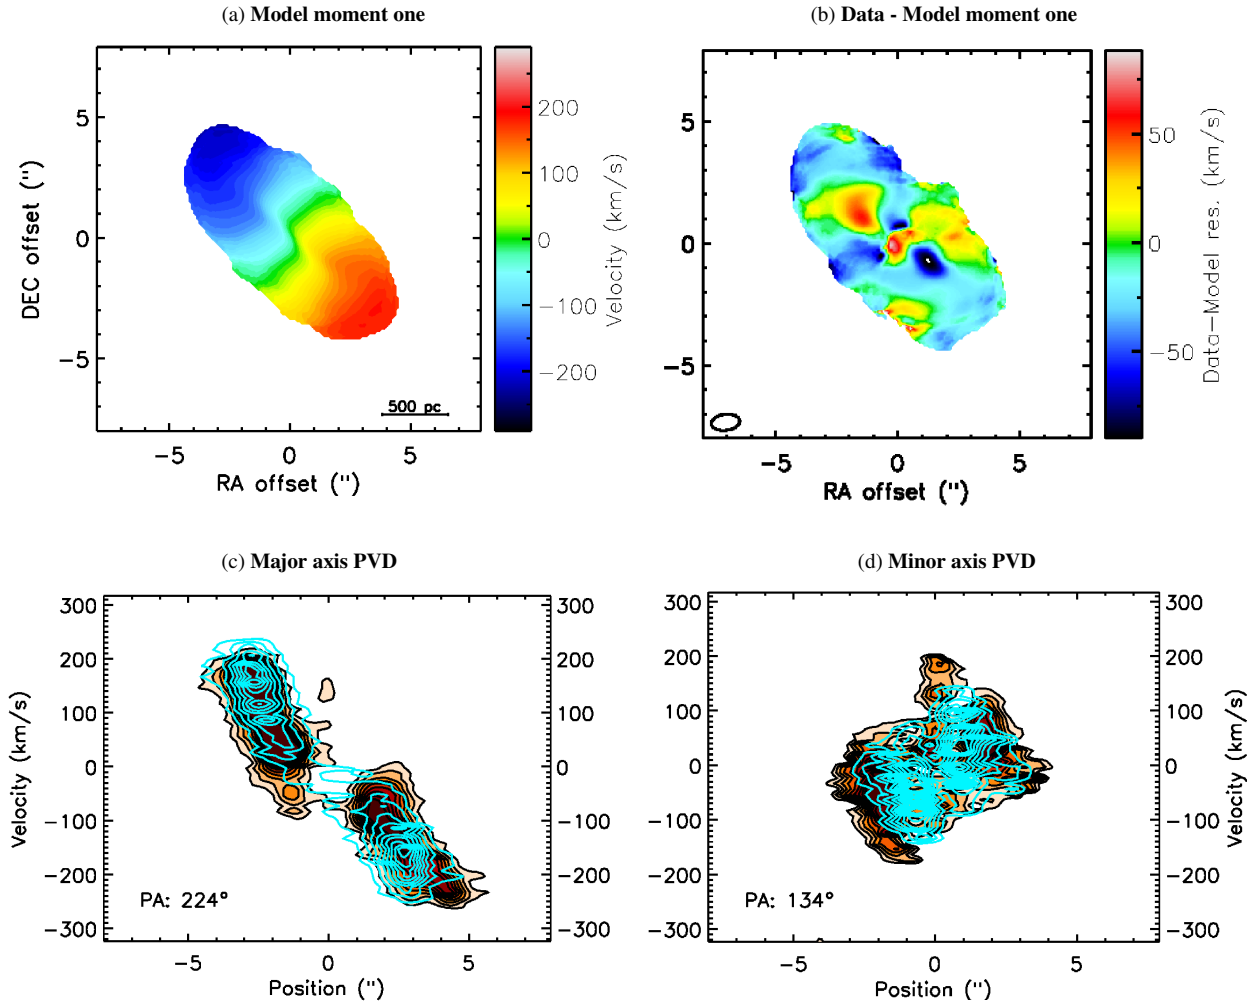 (a) Model moment one
(b) Data - Model moment one
5
0
−5
DEC offset (")
−5 0 5
RA offset (")
500 pc
200
100
0
−100
−200
Velocity (km/s)
5
0
−5
−5 0 5
RA offset (")
50
0
−50
Data−Model res. (km/s)
(c) Major axis PVD
(d) Minor axis PVD
300 300
200 200
100 100
0 0
−100 −100
−200 −200
−300 −300
Velocity (km/s)
PA: 224°
−5 0 5
Position (")
300 300
200 200
100 100
0 0
−100 −100
−200 −200
−300 −300
Velocity (km/s)
PA: 134°
−5 0 5
Position (")